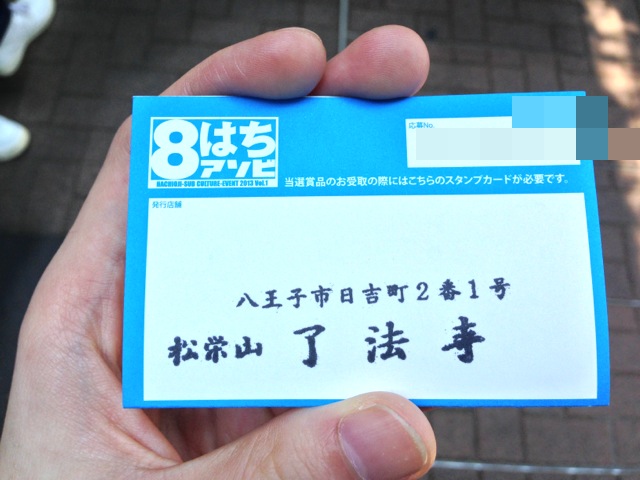 8はち
アソビ
HACHIOJI-SUB CULTURE-EVENT 2013 Vol.1
応募No.
当選賞品のお受取の際にはこちらのスタンプカードが必要です。
発行店舗
八王子市日吉町2番1号
松栄山 了法寺